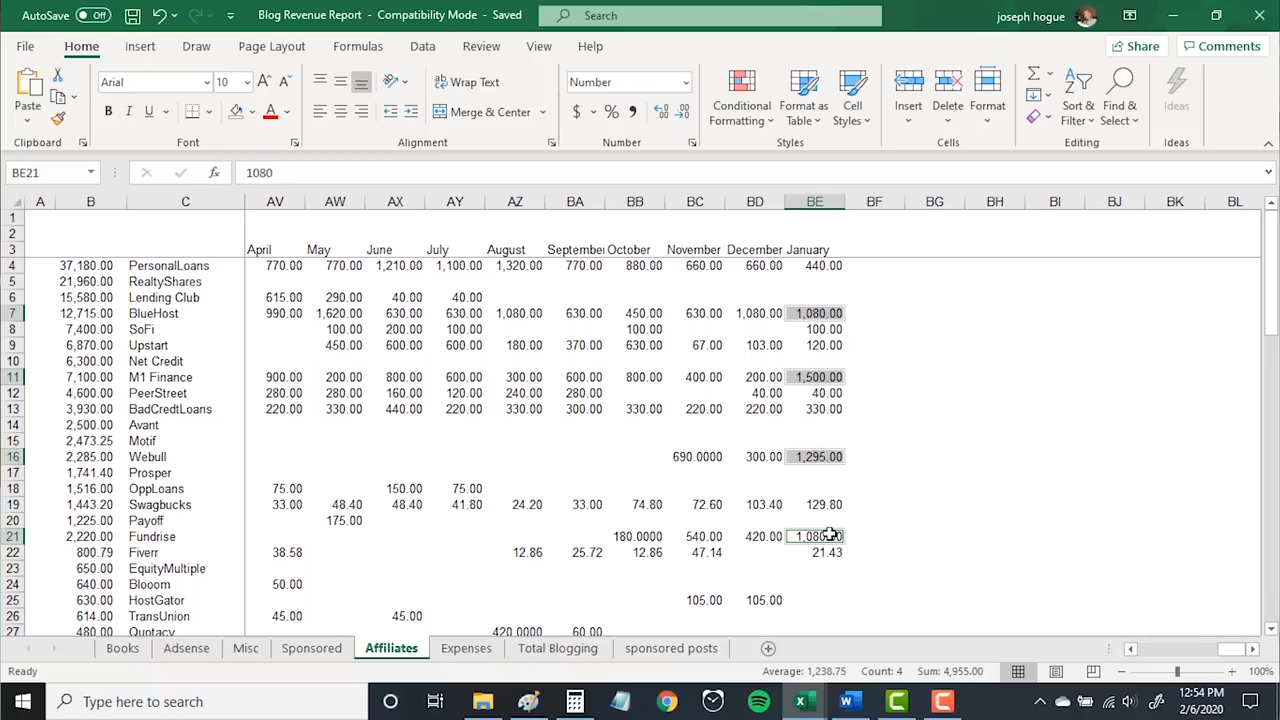 AutoSave Off Blog Revenue Report - Compatibility Mode - Saved Search joseph hogue
File Home Insert Draw Page Layout Formulas Data Review View Help Share Comments
Arial 10 Wrap Text Number
Paste B I U Merge & Center $ % Conditional Formatting Format as Table Cell Styles Insert Delete Format Sort & Filter Find & Select Ideas
Clipboard Font Alignment Number Styles Cells Editing Ideas
BE21 fx 1080
A B C AV AW AX AY AZ BA BB BC BD BE BF BG BH BI BJ BK BL
1
2
3 April May June July August September October November December January
4 37,180.00 PersonalLoans 770.00 770.00 1,210.00 1,100.00 1,320.00 770.00 880.00 660.00 660.00 440.00
5 21,960.00 RealtyShares
6 15,580.00 Lending Club 615.00 290.00 40.00 40.00
7 12,715.00 BlueHost 990.00 1,620.00 630.00 630.00 1,080.00 630.00 450.00 630.00 1,080.00 1,080.00
8 7,400.00 SoFi 100.00 200.00 100.00 100.00 100.00
9 6,870.00 Upstart 450.00 600.00 600.00 180.00 370.00 630.00 67.00 103.00 120.00
10 6,300.00 Net Credit
11 7,100.00 M1 Finance 900.00 200.00 800.00 600.00 300.00 600.00 800.00 400.00 200.00 1,500.00
12 4,600.00 PeerStreet 280.00 280.00 160.00 120.00 240.00 280.00 40.00 40.00
13 3,930.00 BadCredtLoans 220.00 330.00 440.00 220.00 330.00 300.00 330.00 220.00 220.00 330.00
14 2,500.00 Avant
15 2,473.25 Motif
16 2,285.00 Webull 690.0000 300.00 1,295.00
17 1,741.40 Prosper
18 1,516.00 OppLoans 75.00 150.00 75.00
19 1,443.20 Swagbucks 33.00 48.40 48.40 41.80 24.20 33.00 74.80 72.60 103.40 129.80
20 1,225.00 Payoff 175.00
21 2,220.00 Fundrise 180.0000 540.00 420.00 1,080.00
22 800.79 Fiverr 38.58 12.86 25.72 12.86 47.14 21.43
23 650.00 EquityMultiple
24 640.00 Blooom 50.00
25 630.00 HostGator 105.00 105.00
26 614.00 TransUnion 45.00 45.00
27 480.00 Quotacy 420.0000 60.00
Books Adsense Misc Sponsored Affiliates Expenses Total Blogging sponsored posts
Ready Average: 1,238.75 Count: 4 Sum: 4,955.00 100%
Type here to search 12:54 PM
2/6/2020